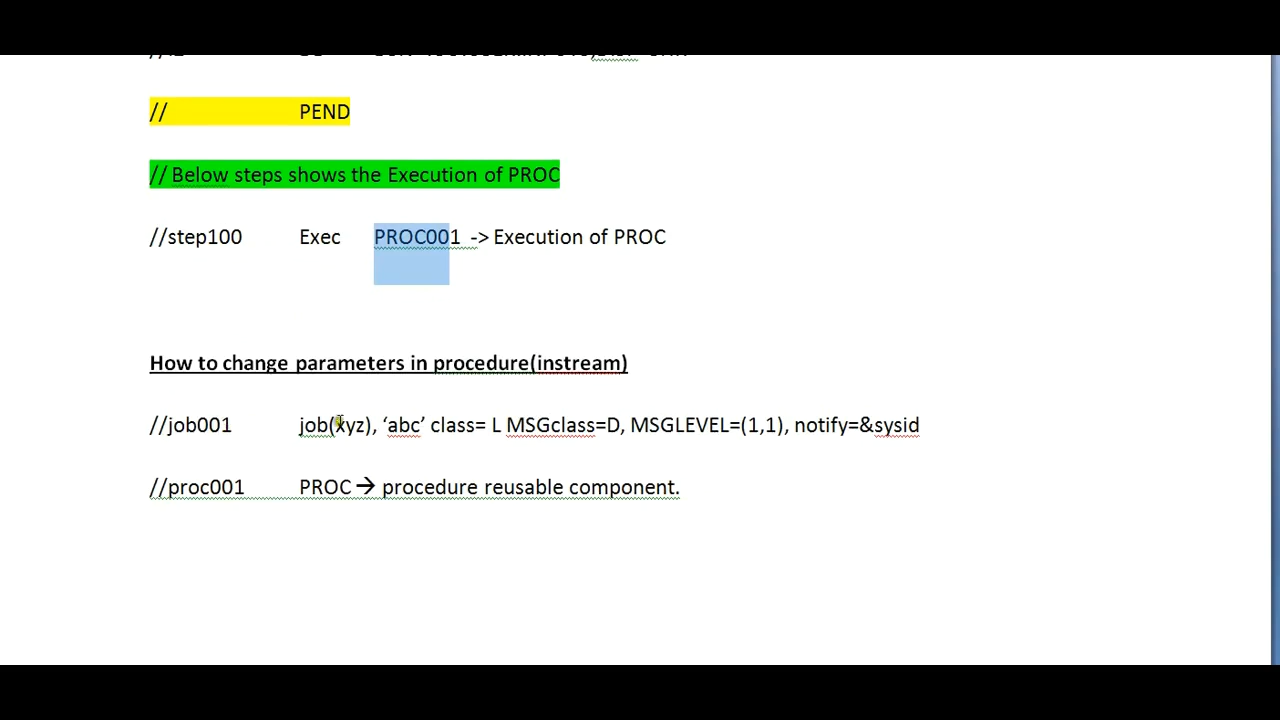 // PEND
// Below steps shows the Execution of PROC
//step100 Exec PROC001 -> Execution of PROC
How to change parameters in procedure(instream)
//job001 job(xyz), ‘abc’ class= L MSGclass=D, MSGLEVEL=(1,1), notify=&sysid
//proc001 PROC → procedure reusable component.